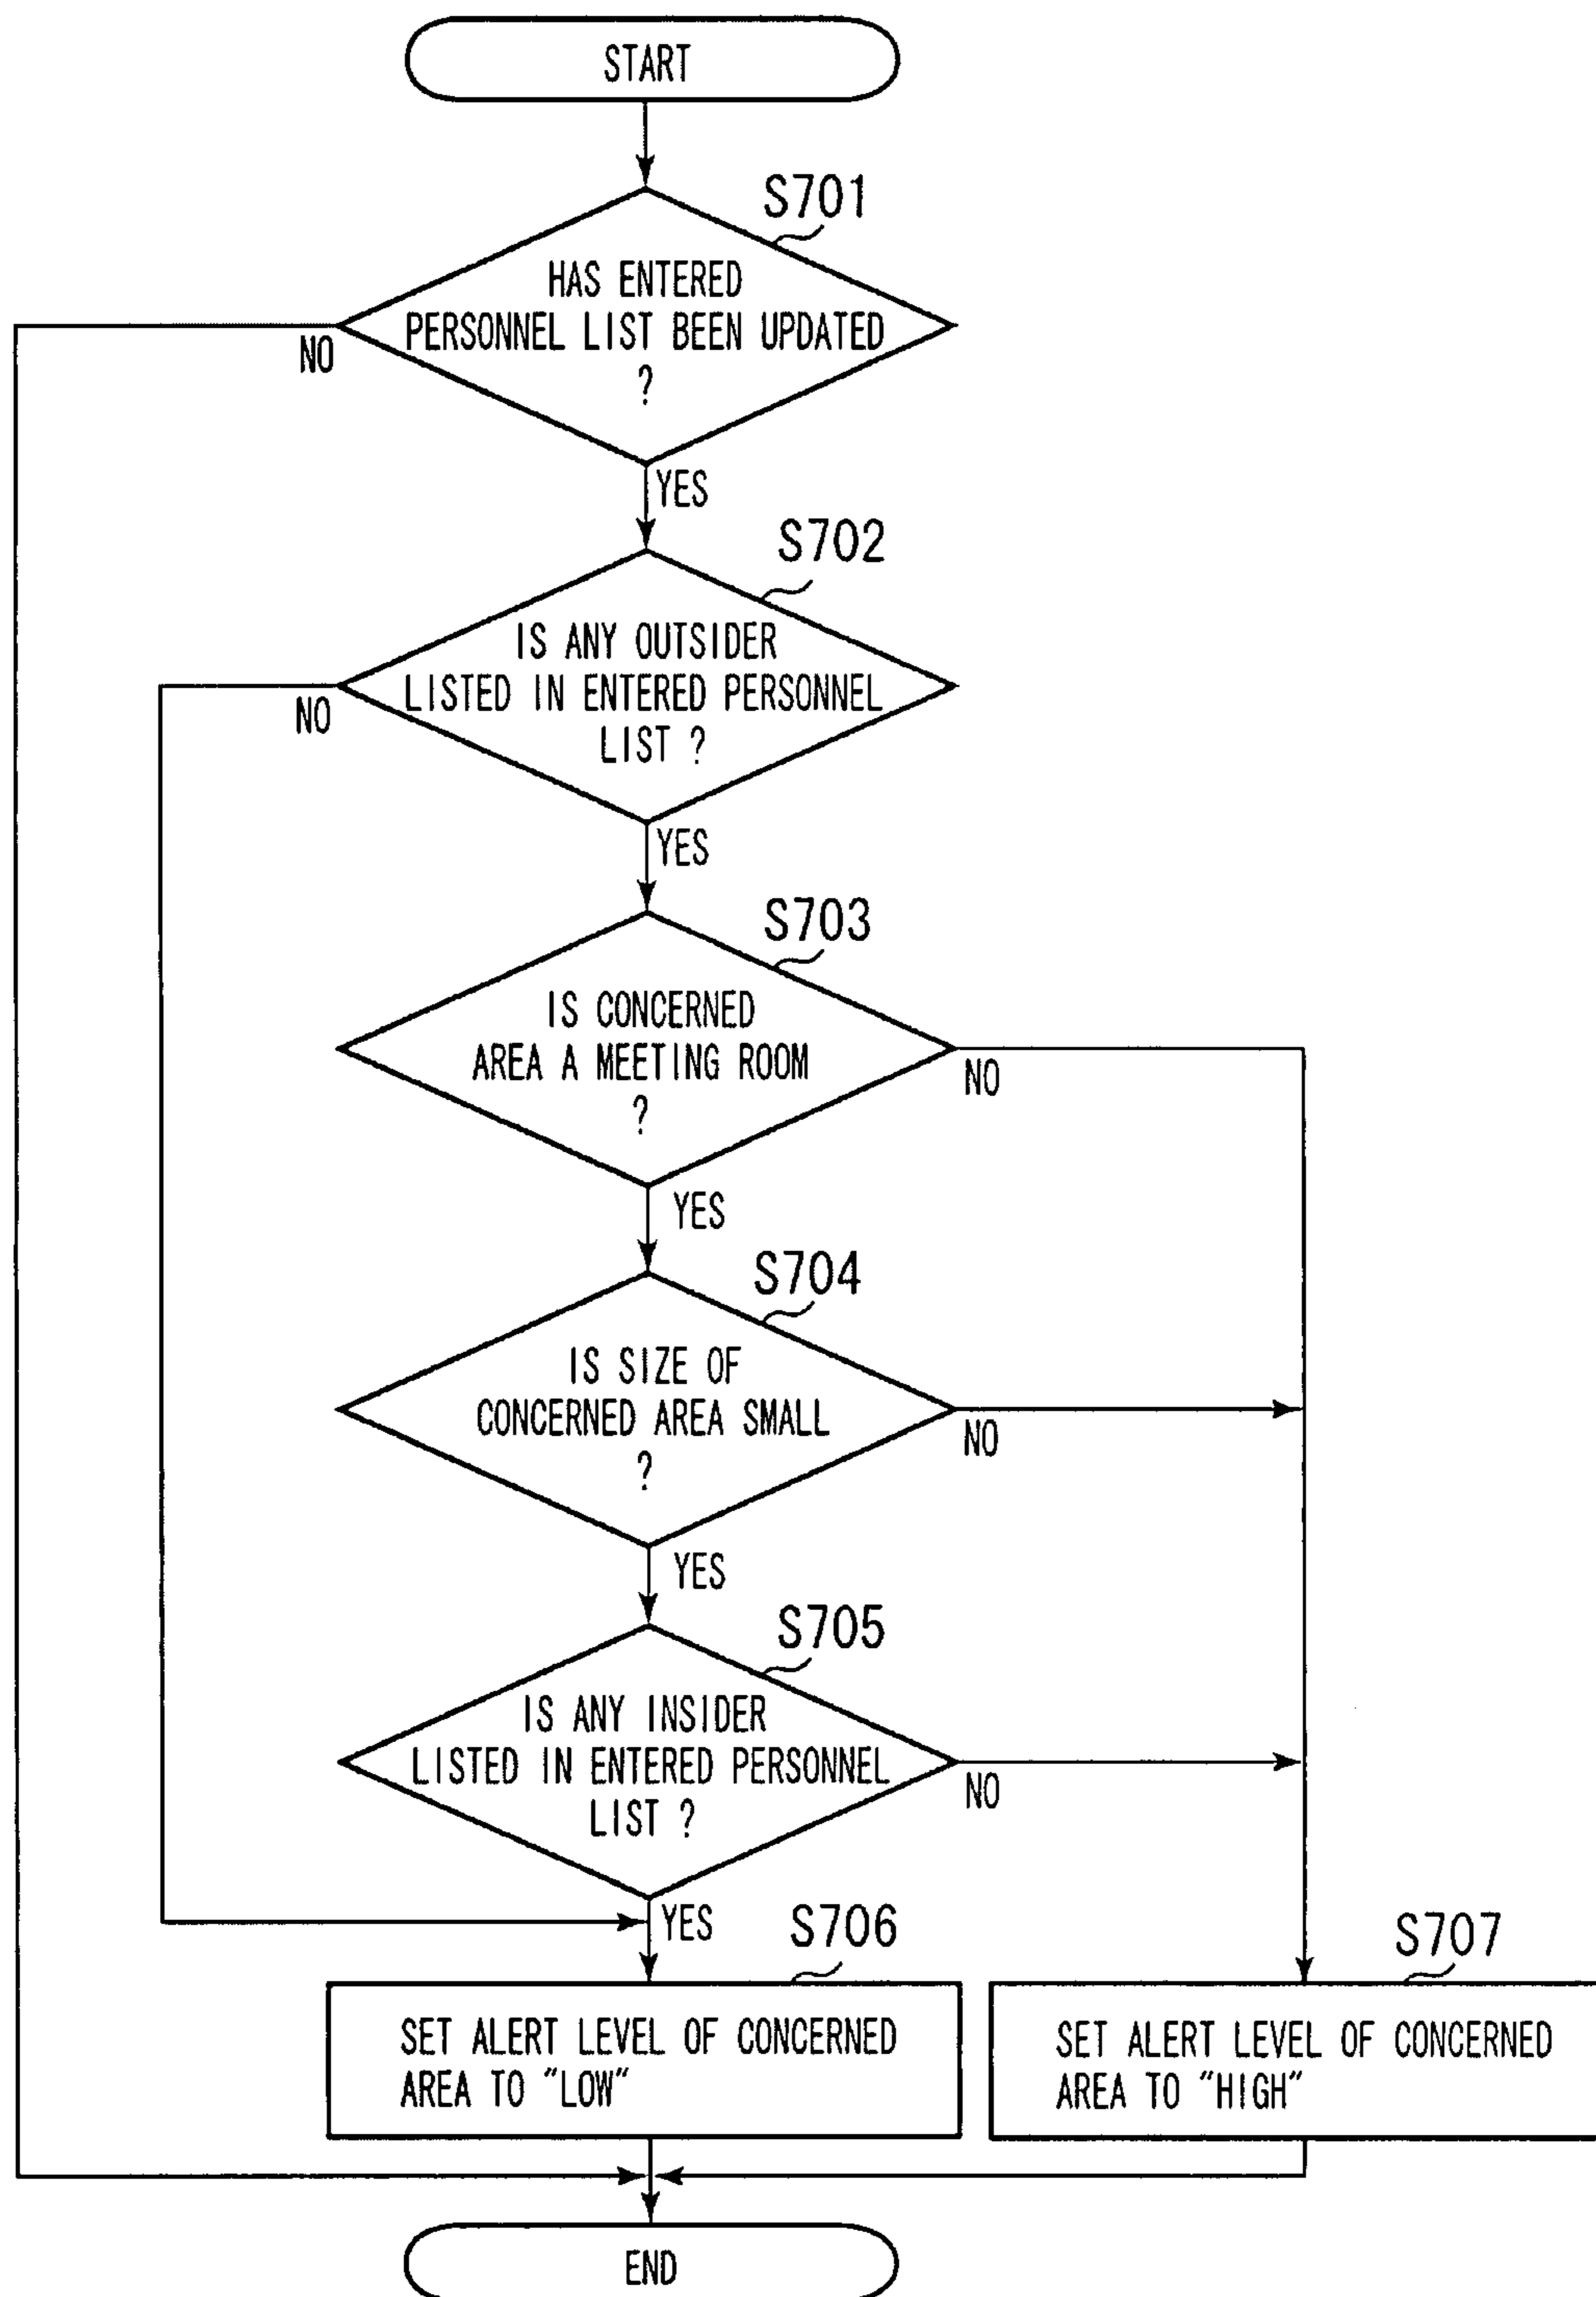 START
S701
HAS ENTERED
PERSONNEL LIST BEEN UPDATED
?
NO
YES
S702
IS ANY OUTSIDER
LISTED IN ENTERED PERSONNEL
LIST ?
NO
YES
S703
IS CONCERNED
AREA A MEETING ROOM
?
NO
YES
S704
IS SIZE OF
CONCERNED AREA SMALL
?
NO
YES
S705
IS ANY INSIDER
LISTED IN ENTERED PERSONNEL
LIST ?
NO
YES
S706
SET ALERT LEVEL OF CONCERNED
AREA TO "LOW"
S707
SET ALERT LEVEL OF CONCERNED
AREA TO "HIGH"
END